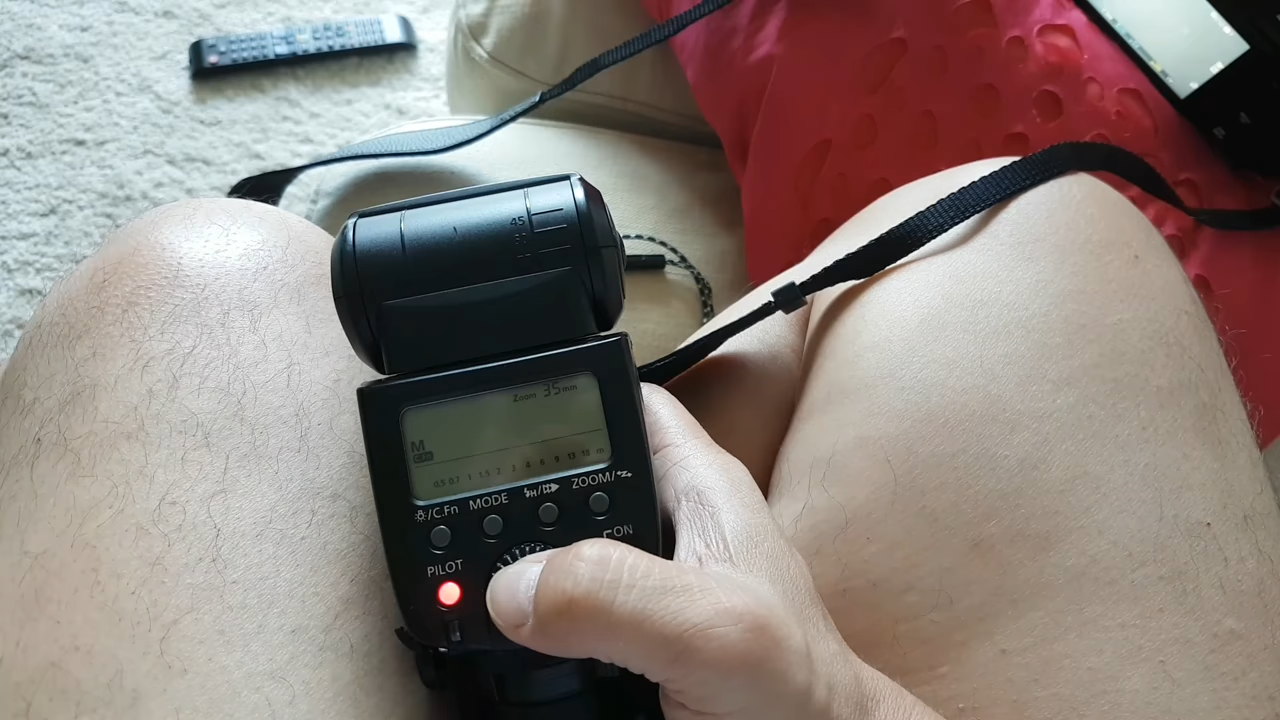 45
Zoom 35mm
M
C.Fn
0.5 0.7 1 1.5 2 3 4 6 9 13 18 m
/C.Fn MODE H/ ZOOM/
ON
PILOT